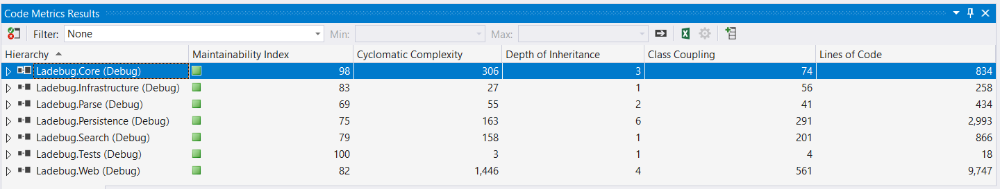 Code Metrics Results
Filter: None Min: Max:
Hierarchy Maintainability Index Cyclomatic Complexity Depth of Inheritance Class Coupling Lines of Code
Ladebug.Core (Debug) 98 306 3 74 834
Ladebug.Infrastructure (Debug) 83 27 1 56 258
Ladebug.Parse (Debug) 69 55 2 41 434
Ladebug.Persistence (Debug) 75 163 6 291 2,993
Ladebug.Search (Debug) 79 158 1 201 866
Ladebug.Tests (Debug) 100 3 1 4 18
Ladebug.Web (Debug) 82 1,446 4 561 9,747